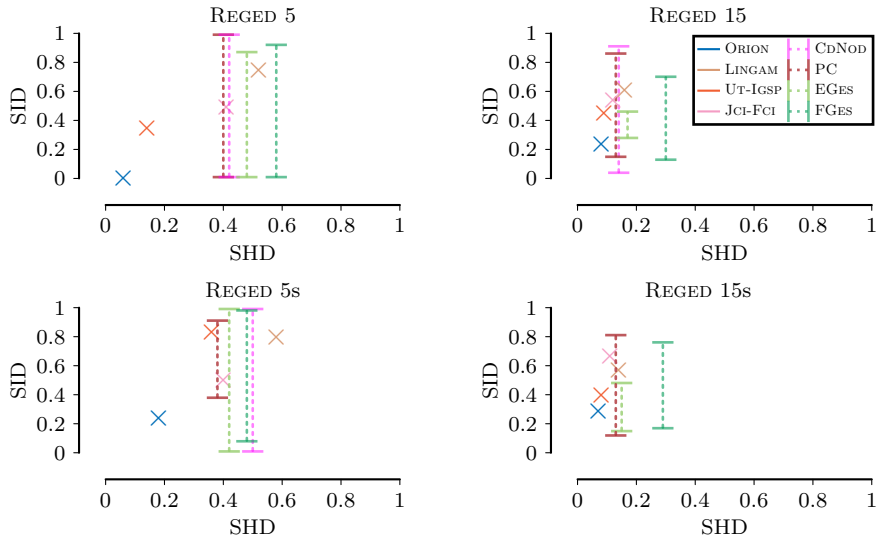 REGED 5
1
0.8
0.6
0.4
0.2
0
SID
0 0.2 0.4 0.6 0.8 1
SHD
REGED 15
1
0.8
0.6
0.4
0.2
0
SID
0 0.2 0.4 0.6 0.8 1
SHD
ORION
LINGAM
UT-IGSP
JCI-FCI
CDNOD
PC
EGES
FGES
REGED 5S
1
0.8
0.6
0.4
0.2
0
SID
0 0.2 0.4 0.6 0.8 1
SHD
REGED 15S
1
0.8
0.6
0.4
0.2
0
SID
0 0.2 0.4 0.6 0.8 1
SHD